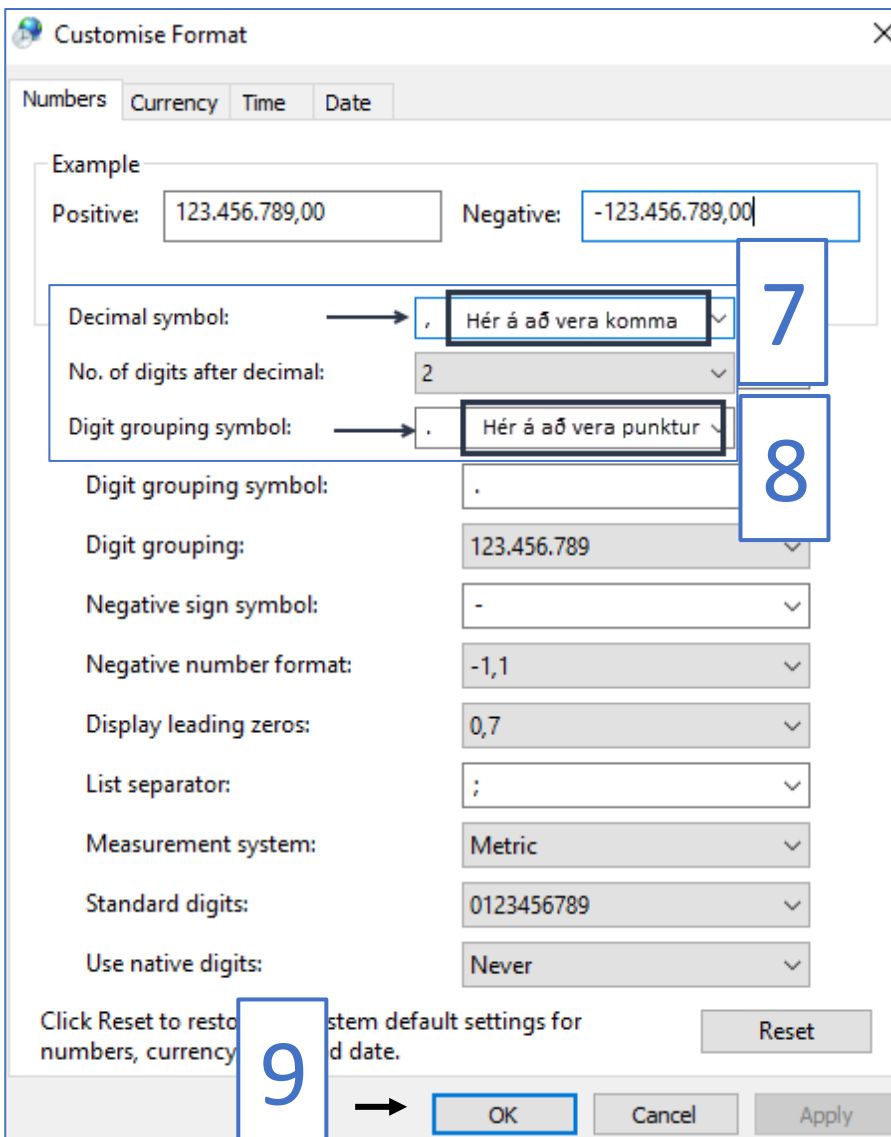 Customise Format
Numbers Currency Time Date
Example
Positive: 123.456.789,00 Negative: -123.456.789,00
7
Decimal symbol: , Hér á að vera komma
No. of digits after decimal: 2
Digit grouping symbol: . Hér á að vera punktur
8
Digit grouping symbol: .
Digit grouping: 123.456.789
Negative sign symbol: -
Negative number format: -1,1
Display leading zeros: 0,7
List separator: ;
Measurement system: Metric
Standard digits: 0123456789
Use native digits: Never
Click Reset to resto stem default settings for
numbers, currency d date.
Reset
9
OK Cancel Apply